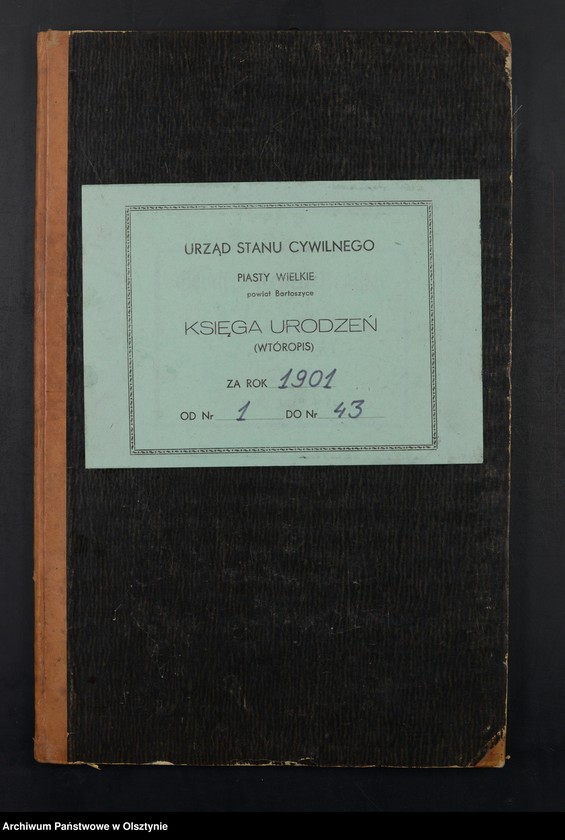 URZĄD STANU CYWILNEGO
PIASTY WIELKIE
powiat Bartoszyce
KSIĘGA URODZEŃ
(WTÓROPIS)
ZA ROK 1901
OD Nr 1 DO Nr 43
Archiwum Państwowe w Olsztynie